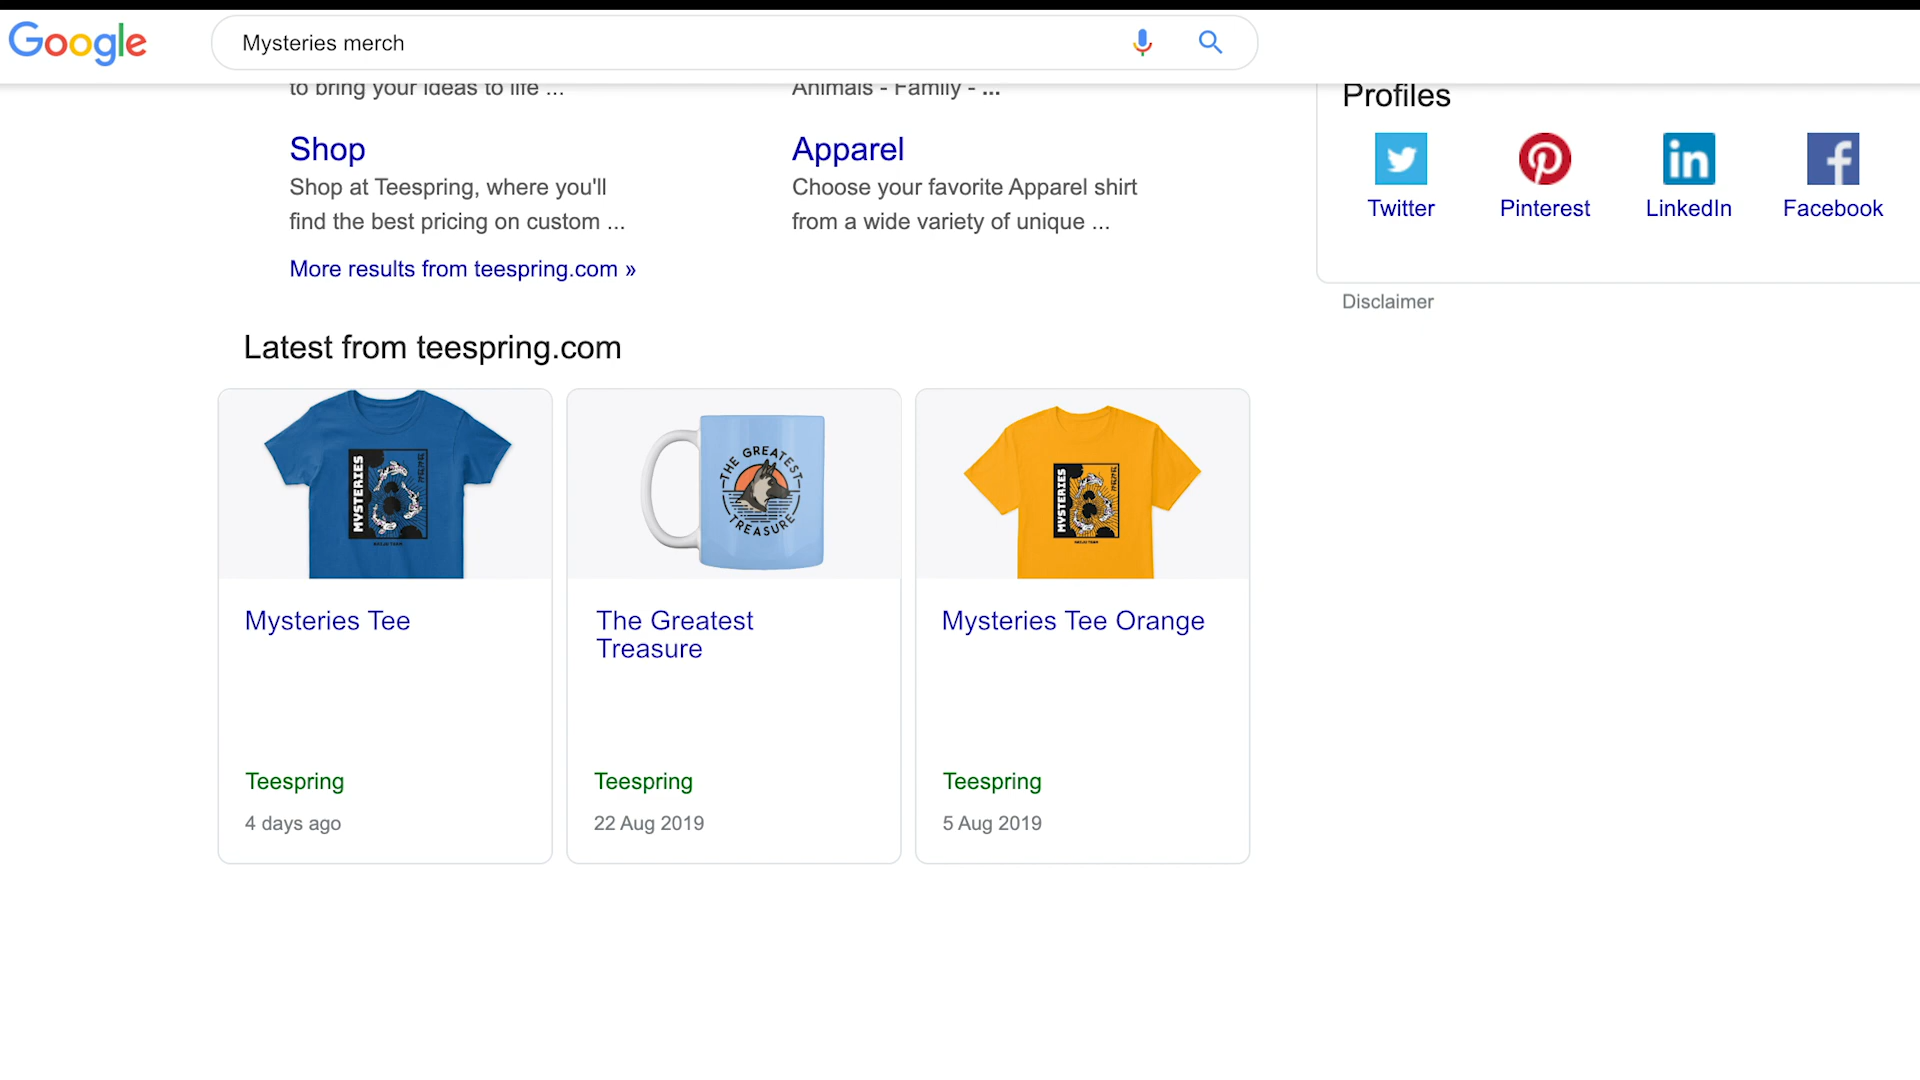 Google
Mysteries merch
to bring your ideas to life ...
Animals - Family - ...
Shop
Shop at Teespring, where you'll
find the best pricing on custom ...
More results from teespring.com »
Apparel
Choose your favorite Apparel shirt
from a wide variety of unique ...
Profiles
Twitter
Pinterest
LinkedIn
Facebook
Disclaimer
Latest from teespring.com
MYSTERIES
Mysteries Tee
Teespring
4 days ago
THE GREATEST
TREASURE
The Greatest
Treasure
Teespring
22 Aug 2019
MYSTERIES
Mysteries Tee Orange
Teespring
5 Aug 2019